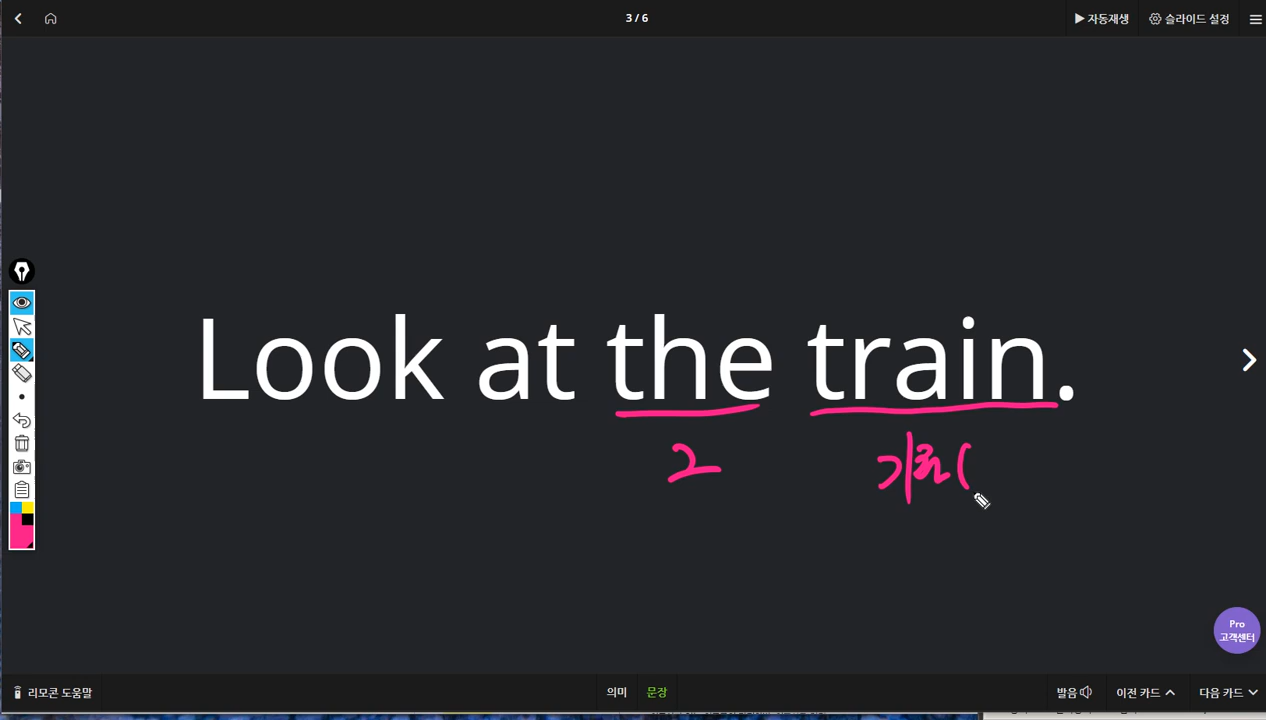 3 / 6
자동재생
슬라이드 설정
Look at the train.
그
기차(
Pro
고객센터
리모콘 도움말
의미
문장
발음
이전 카드
다음 카드